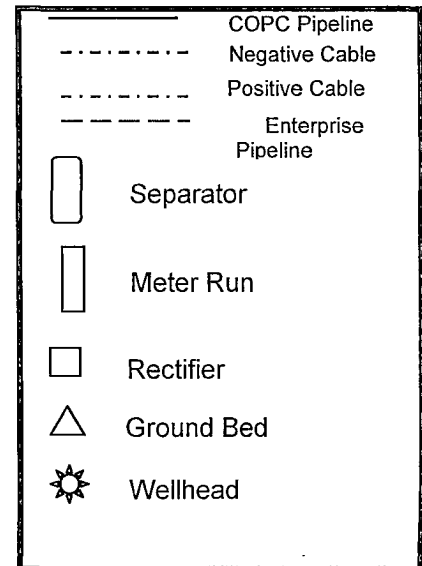 COPC Pipeline
Negative Cable
Positive Cable
Enterprise
Pipeline
Separator
Meter Run
Rectifier
Ground Bed
Wellhead